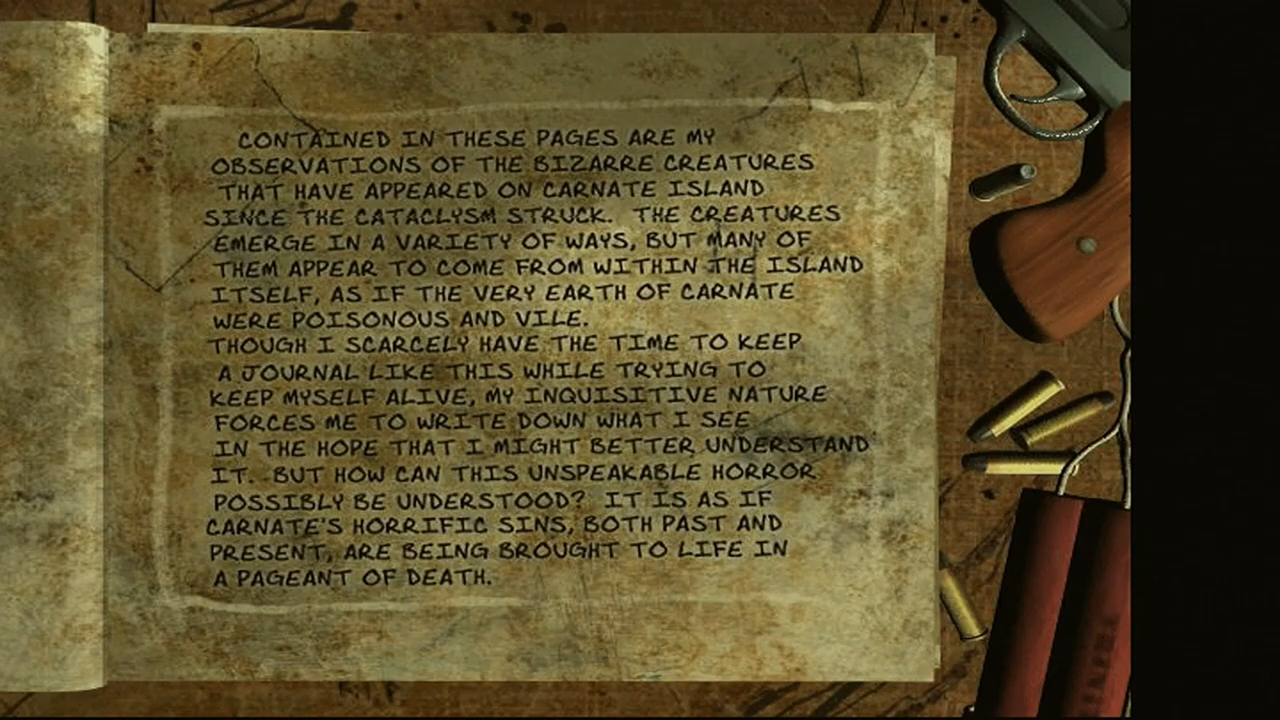 CONTAINED IN THESE PAGES ARE MY
OBSERVATIONS OF THE BIZARRE CREATURES
THAT HAVE APPEARED ON CARNATE ISLAND
SINCE THE CATACLYSM STRUCK. THE CREATURES
EMERGE IN A VARIETY OF WAYS, BUT MANY OF
THEM APPEAR TO COME FROM WITHIN THE ISLAND
ITSELF, AS IF THE VERY EARTH OF CARNATE
WERE POISONOUS AND VILE.
THOUGH I SCARCELY HAVE THE TIME TO KEEP
A JOURNAL LIKE THIS WHILE TRYING TO
KEEP MYSELF ALIVE, MY INQUISITIVE NATURE
FORCES ME TO WRITE DOWN WHAT I SEE
IN THE HOPE THAT I MIGHT BETTER UNDERSTAND
IT. BUT HOW CAN THIS UNSPEAKABLE HORROR
POSSIBLY BE UNDERSTOOD? IT IS AS IF
CARNATE'S HORRIFIC SINS, BOTH PAST AND
PRESENT, ARE BEING BROUGHT TO LIFE IN
A PAGEANT OF DEATH.